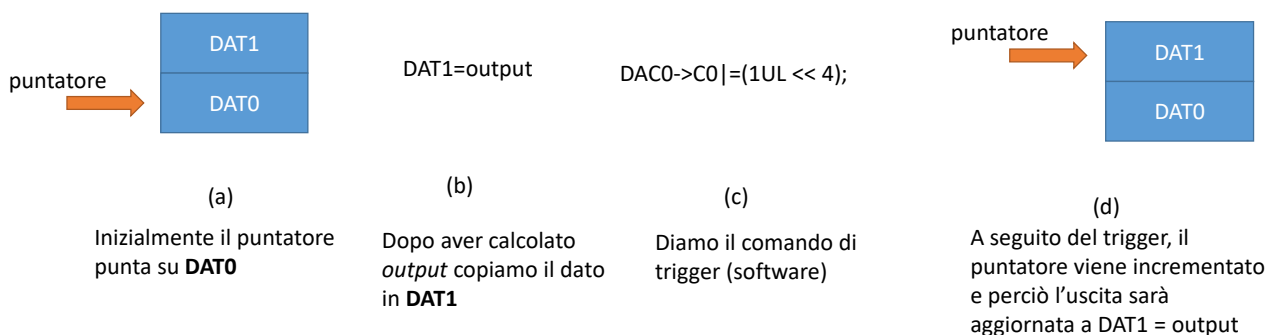 DAT1
puntatore
DAT0
DAT1=output
DAC0->C0|=(1UL << 4);
puntatore
DAT1
DAT0
(a)
Inizialmente il puntatore
punta su DAT0
(b)
Dopo aver calcolato
output copiamo il dato
in DAT1
(c)
Diamo il comando di
trigger (software)
(d)
A seguito del trigger, il
puntatore viene incrementato
e perciò l'uscita sarà
aggiornata a DAT1 = output